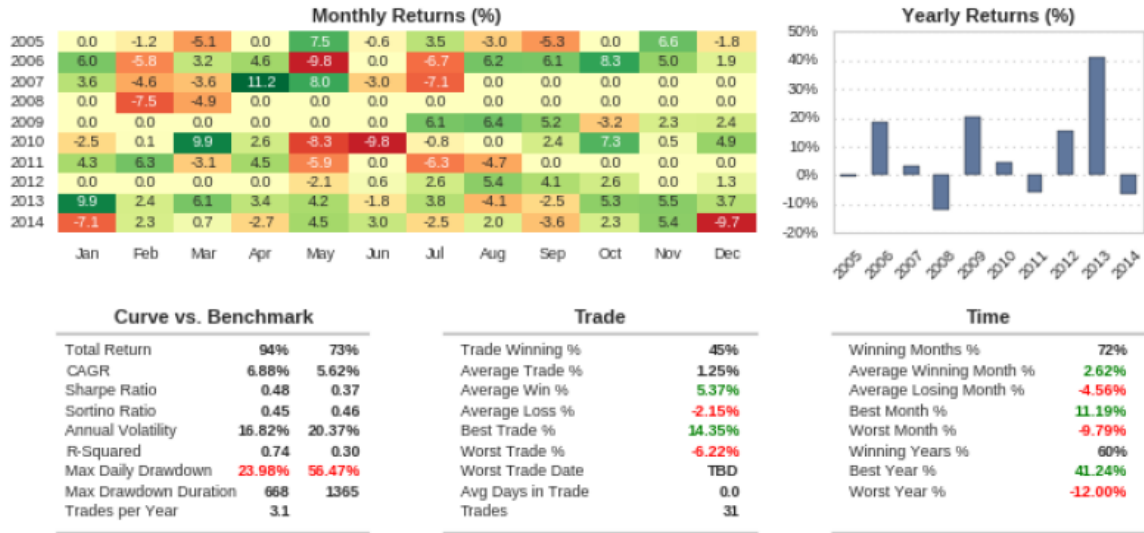 Monthly Returns (%)
2005 0.0 -1.2 -5.1 0.0 7.5 -0.6 3.5 -3.0 -5.3 0.0 6.6 -1.8
2006 6.0 -5.8 3.2 4.6 -9.8 0.0 -6.7 6.2 6.1 8.3 5.0 1.9
2007 3.6 -4.6 -3.6 11.2 8.0 -3.0 -7.1 0.0 0.0 0.0 0.0 0.0
2008 0.0 -7.5 -4.9 0.0 0.0 0.0 0.0 0.0 0.0 0.0 0.0 0.0
2009 0.0 0.0 0.0 0.0 0.0 0.0 6.1 6.4 5.2 -3.2 2.3 2.4
2010 -2.5 0.1 9.9 2.6 -8.3 -9.8 -0.8 0.0 2.4 7.3 0.5 4.9
2011 4.3 6.3 -3.1 4.5 -5.9 0.0 -6.3 -4.7 0.0 0.0 0.0 0.0
2012 0.0 0.0 0.0 0.0 -2.1 0.6 2.6 5.4 4.1 2.6 0.0 1.3
2013 9.9 2.4 6.1 3.4 4.2 -1.8 3.8 -4.1 -2.5 5.3 5.5 3.7
2014 -7.1 2.3 0.7 -2.7 4.5 3.0 -2.5 2.0 -3.6 2.3 5.4 -9.7
Jan Feb Mar Apr May Jun Jul Aug Sep Oct Nov Dec
Yearly Returns (%)
50%
40%
30%
20%
10%
0%
-10%
-20%
2005 2006 2007 2008 2009 2010 2011 2012 2013 2014
Curve vs. Benchmark
Total Return 94% 73%
CAGR 6.88% 5.62%
Sharpe Ratio 0.48 0.37
Sortino Ratio 0.45 0.46
Annual Volatility 16.82% 20.37%
R-Squared 0.74 0.30
Max Daily Drawdown 23.98% 56.47%
Max Drawdown Duration 668 1365
Trades per Year 3.1
Trade
Trade Winning % 45%
Average Trade % 1.25%
Average Win % 5.37%
Average Loss % -2.15%
Best Trade % 14.35%
Worst Trade % -6.22%
Worst Trade Date TBD
Avg Days in Trade 0.0
Trades 31
Time
Winning Months % 72%
Average Winning Month % 2.62%
Average Losing Month % -4.56%
Best Month % 11.19%
Worst Month % -9.79%
Winning Years % 60%
Best Year % 41.24%
Worst Year % -12.00%